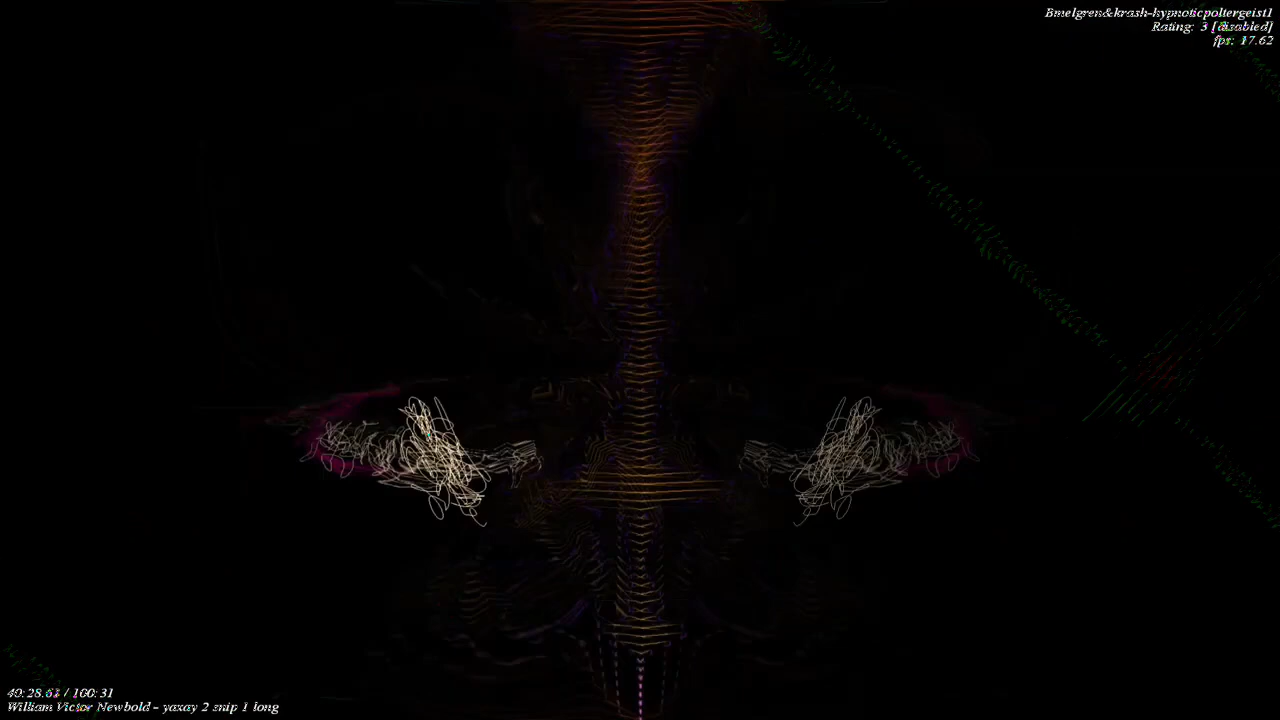 Bmelgren&krash-hypnoticpoltergeist1
Rating: 3 [disabled]
fps: 17.62
40:28.61 / 100:31
William Victor Newbold - yaxay 2 snip 1 long